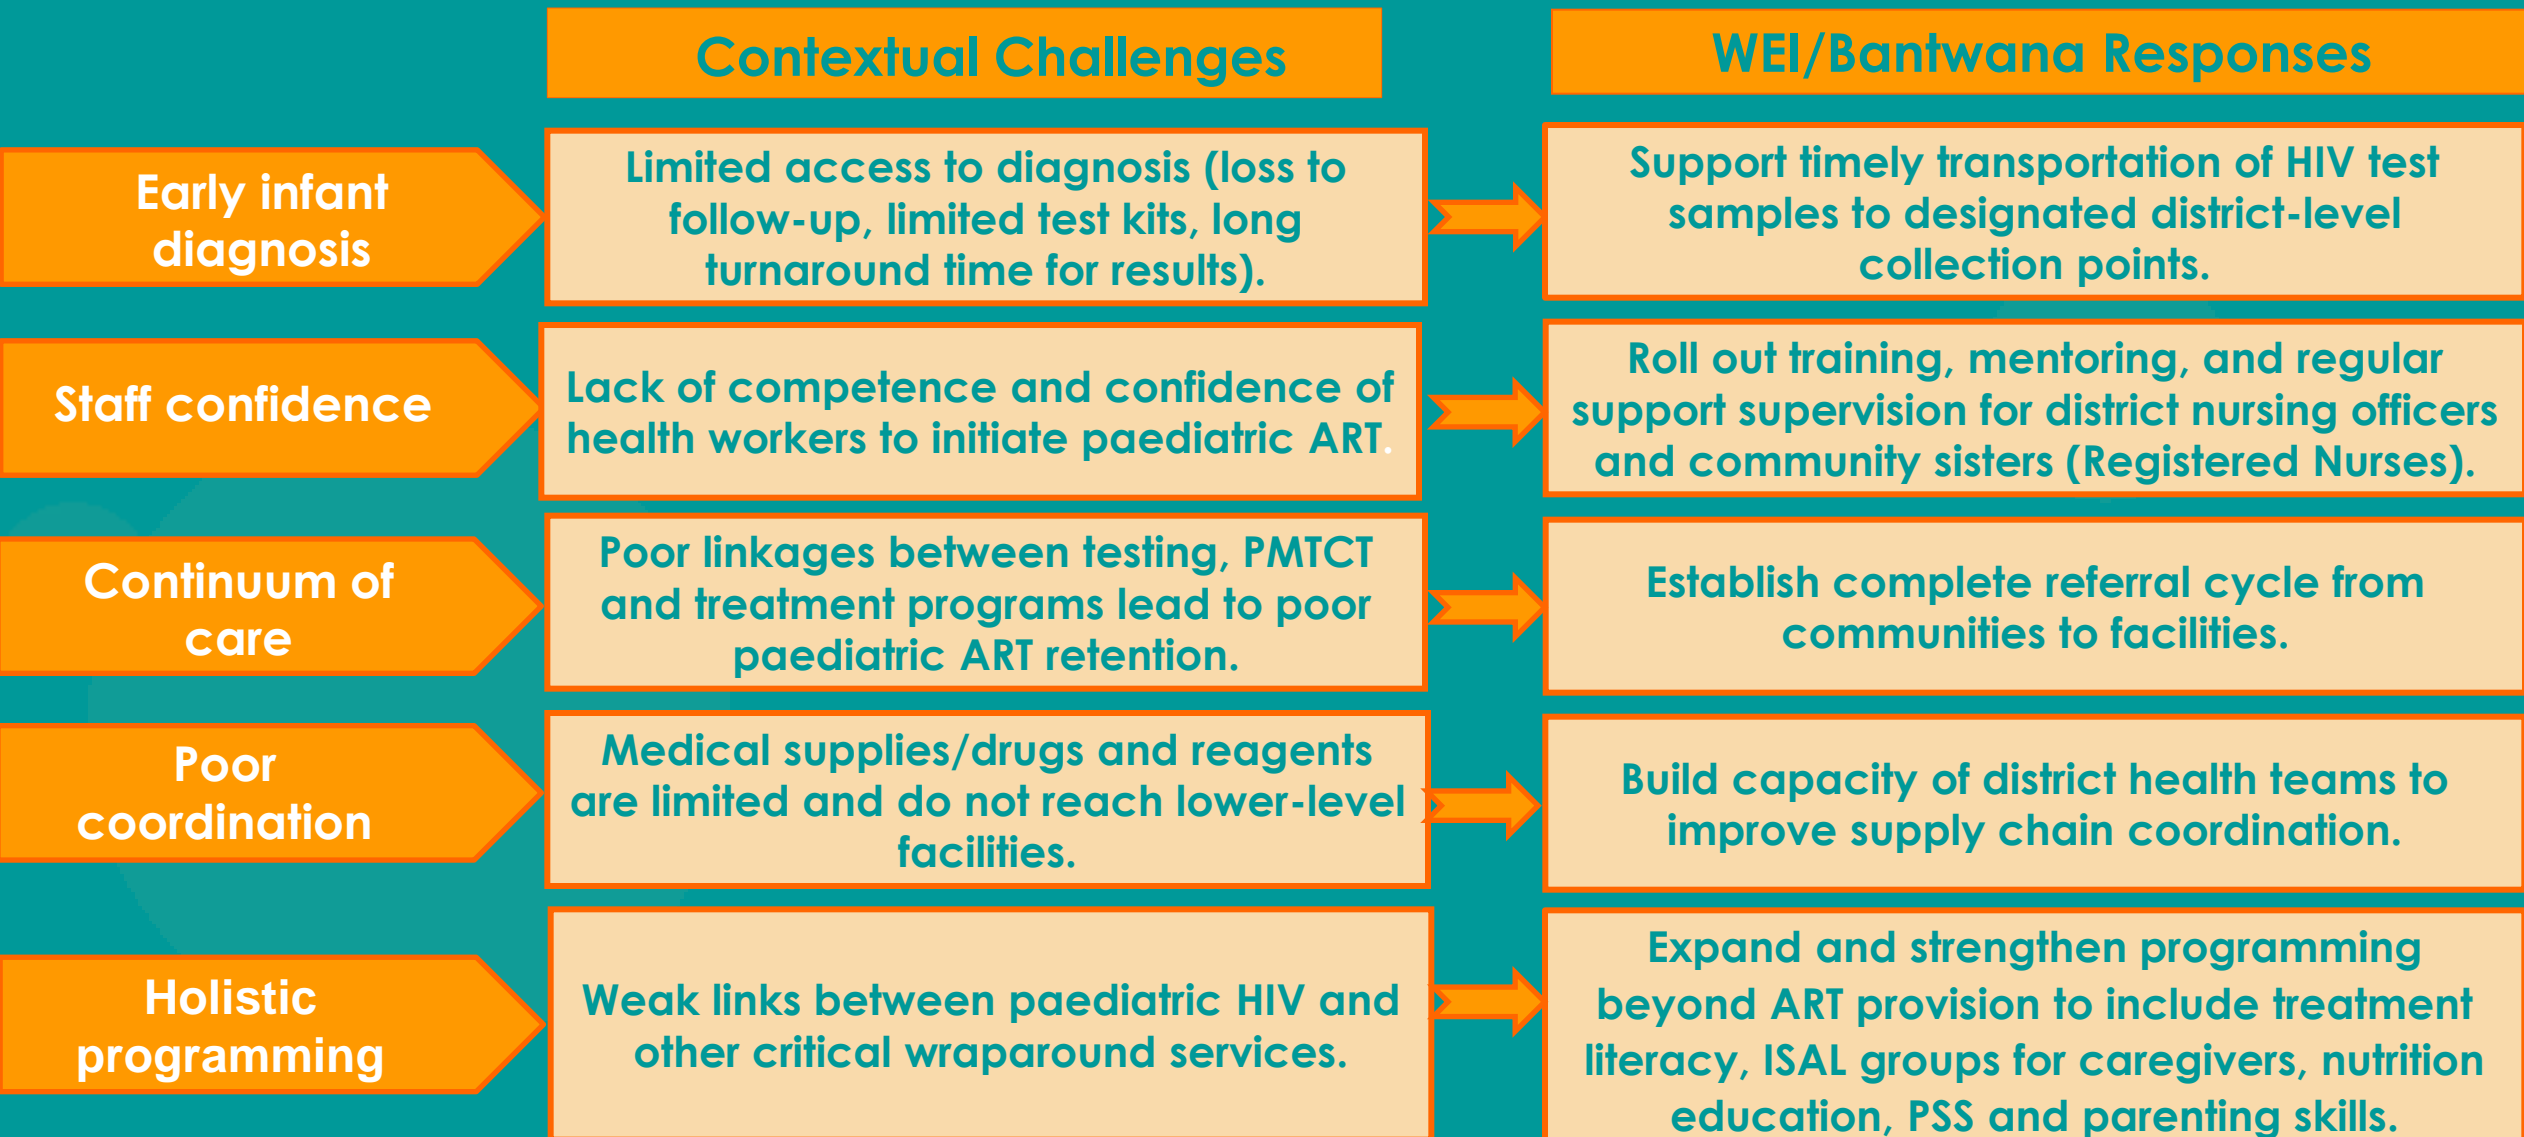 Contextual Challenges
WEI/Bantwana Responses
Early infant
diagnosis
Limited access to diagnosis (loss to
follow-up, limited test kits, long
turnaround time for results).
Support timely transportation of HIV test
samples to designated district-level
collection points.
Staff confidence
Lack of competence and confidence of
health workers to initiate paediatric ART.
Roll out training, mentoring, and regular
support supervision for district nursing officers
and community sisters (Registered Nurses).
Continuum of
care
Poor linkages between testing, PMTCT
and treatment programs lead to poor
paediatric ART retention.
Establish complete referral cycle from
communities to facilities.
Poor
coordination
Medical supplies/drugs and reagents
are limited and do not reach lower-level
facilities.
Build capacity of district health teams to
improve supply chain coordination.
Holistic
programming
Weak links between paediatric HIV and
other critical wraparound services.
Expand and strengthen programming
beyond ART provision to include treatment
literacy, ISAL groups for caregivers, nutrition
education, PSS and parenting skills.